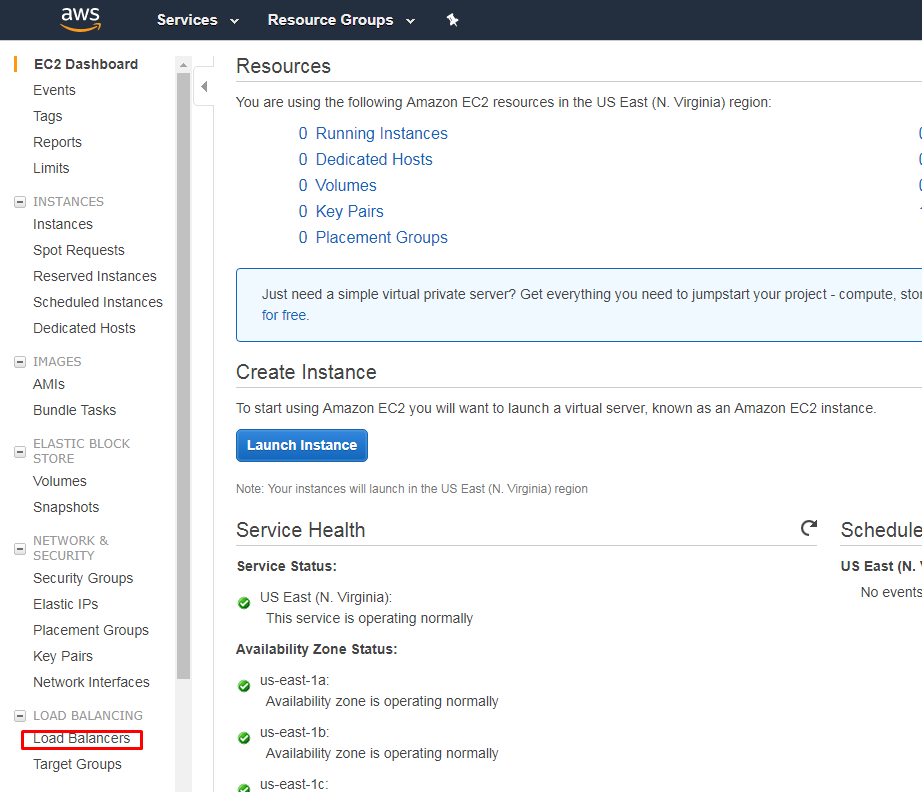 aws
Services
Resource Groups
EC2 Dashboard
Events
Tags
Reports
Limits
INSTANCES
Instances
Spot Requests
Reserved Instances
Scheduled Instances
Dedicated Hosts
IMAGES
AMIs
Bundle Tasks
ELASTIC BLOCK
STORE
Volumes
Snapshots
NETWORK &
SECURITY
Security Groups
Elastic IPs
Placement Groups
Key Pairs
Network Interfaces
LOAD BALANCING
Load Balancers
Target Groups
Resources
You are using the following Amazon EC2 resources in the US East (N. Virginia) region:
0 Running Instances
0 Dedicated Hosts
0 Volumes
0 Key Pairs
0 Placement Groups
Just need a simple virtual private server? Get everything you need to jumpstart your project - compute,
for free.
Create Instance
To start using Amazon EC2 you will want to launch a virtual server, known as an Amazon EC2 instance.
Launch Instance
Note: Your instances will launch in the US East (N. Virginia) region
Service Health
Service Status:
US East (N. Virginia):
This service is operating normally
Availability Zone Status:
us-east-1a:
Availability zone is operating normally
us-east-1b:
Availability zone is operating normally
us-east-1c:
Schedule
US East (N.
No events